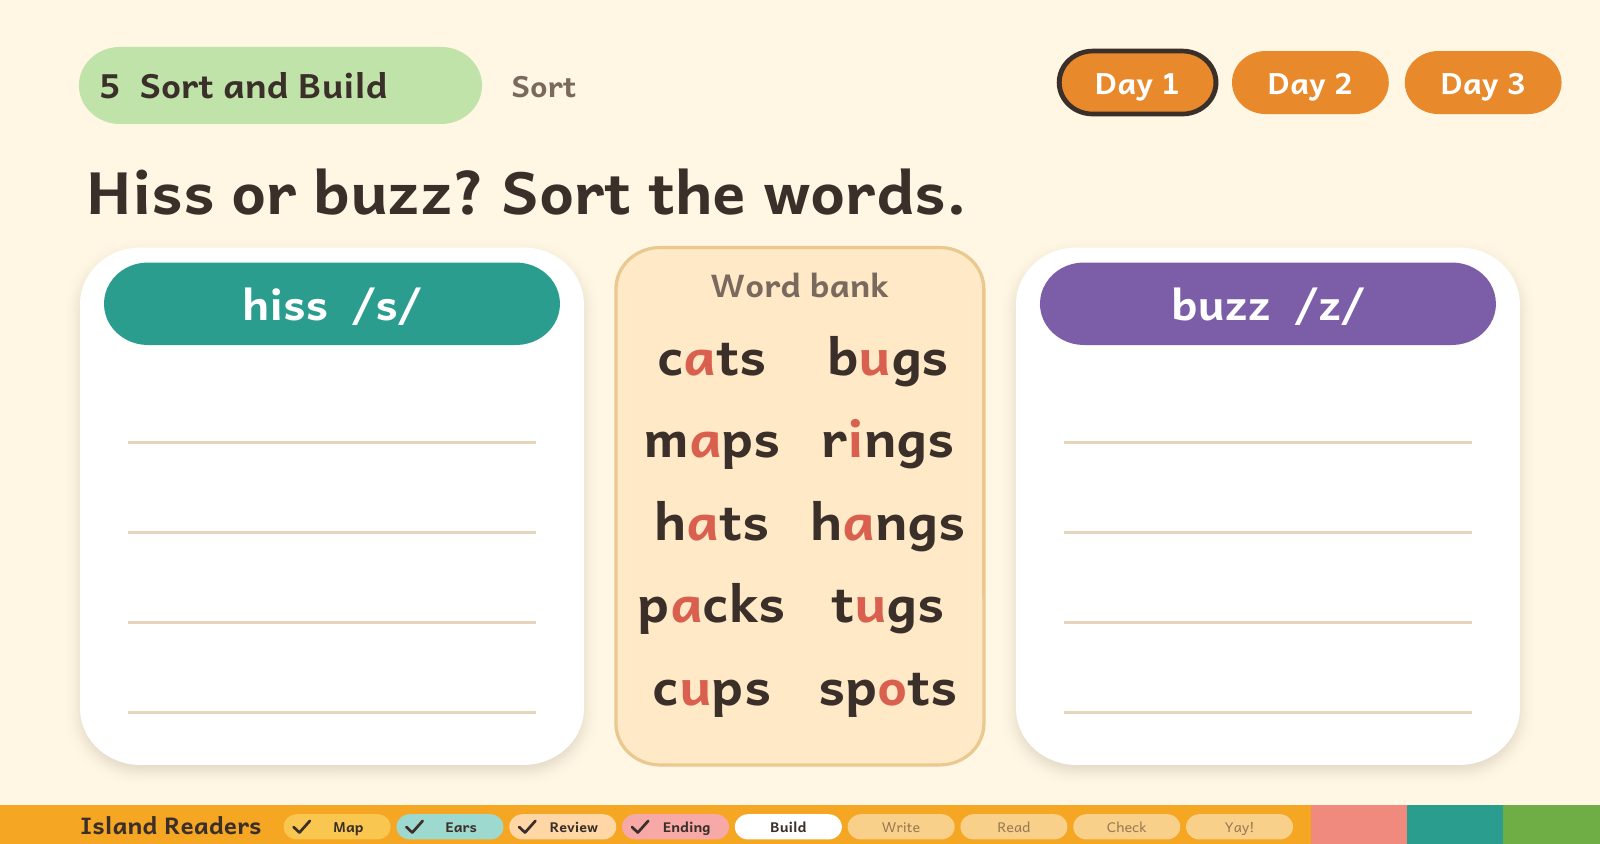 5 Sort and Build
Sort
Day 1
Day 2
Day 3
Hiss or buzz? Sort the words.
hiss /s/
Word bank
cats bugs
maps rings
hats hangs
packs tugs
cups spots
buzz /z/
Island Readers
Map
Ears
Review
Ending
Build
Write
Read
Check
Yay!